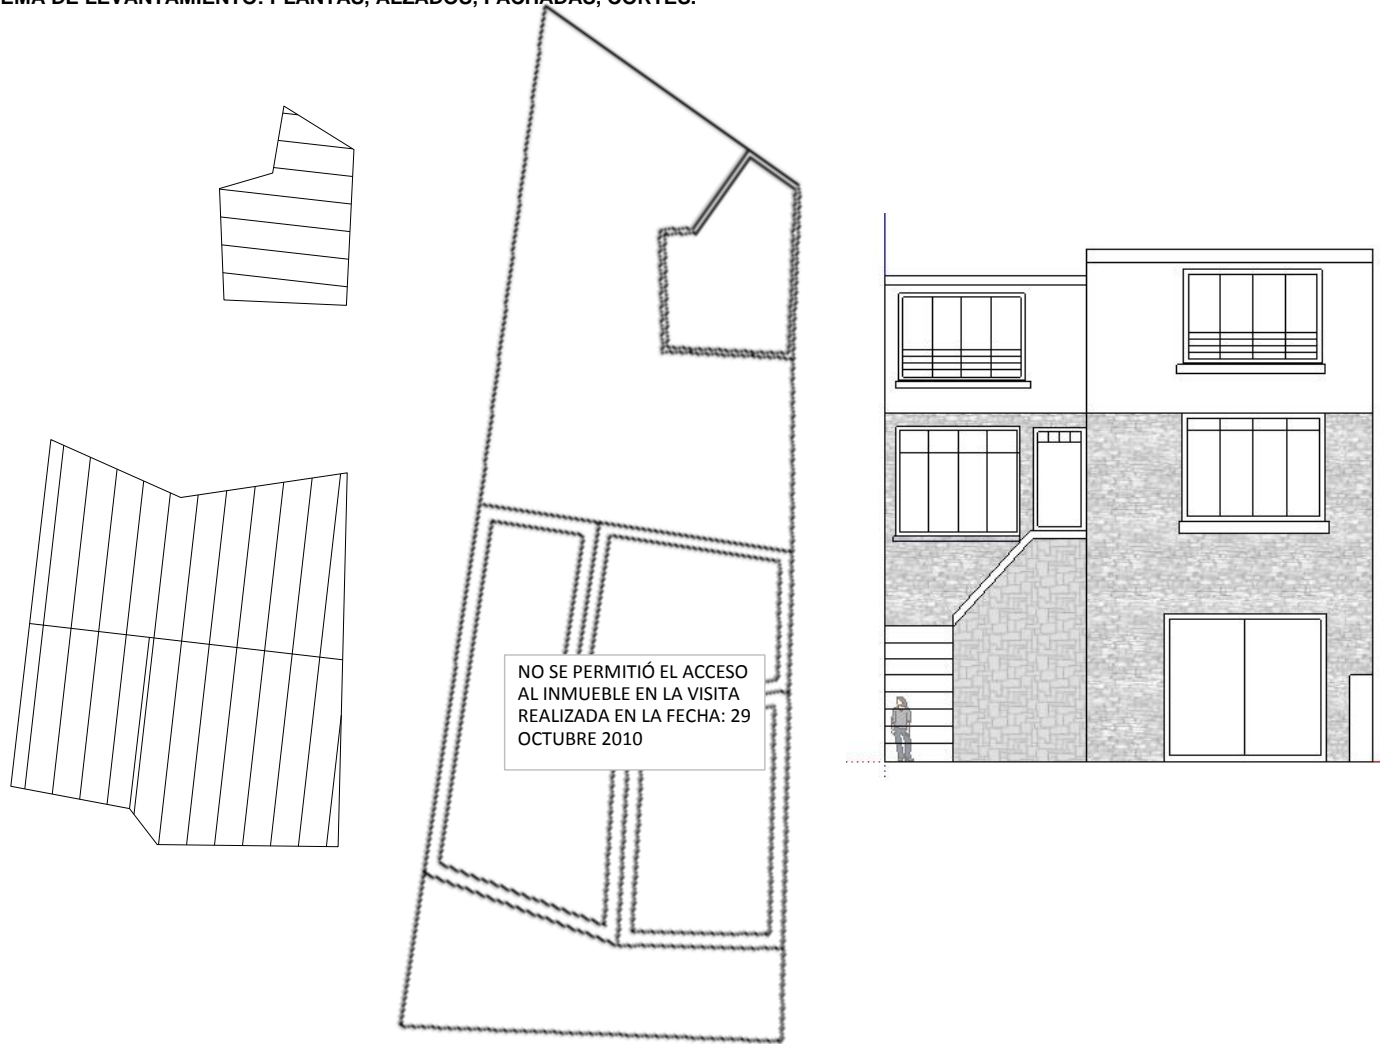 EMA DE LEVANTAMIENTO: PLANTAS, ALZADOS, FACHADAS, CORTES.
NO SE PERMITIÓ EL ACCESO
AL INMUEBLE EN LA VISITA
REALIZADA EN LA FECHA: 29
OCTUBRE 2010